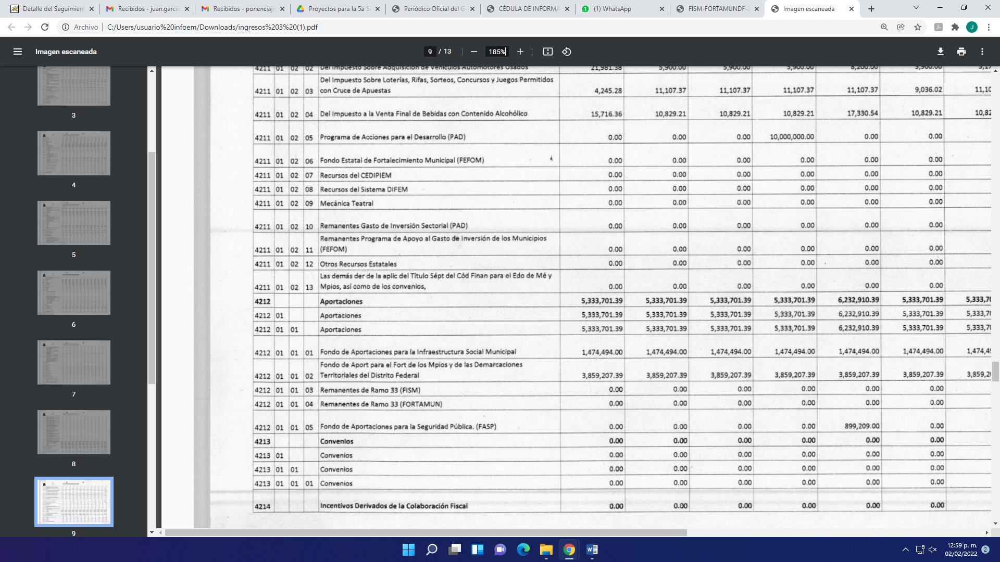 Detalle del Seguimient
Recibidos - juan.garcia
Recibidos - ponenciajr
Proyectos para la 5a S
Periódico Oficial del G
CÉDULA DE INFORMA
(1) WhatsApp
FISM-FORTAMUNDF-2
Imagen escaneada
Archivo C:/Users/usuario%20infoem/Downloads/ingresos%203%20(1).pdf
J
Imagen escaneada
9 / 13
185%
3
4
5
6
7
8
9
4211 01 02 02 Del Impuesto Sobre Adquisición de Vehículos Automotores Usados 21,981.38 5,900.00 5,900.00 5,900.00 8,200.00 5,900.00
Del Impuesto Sobre Loterías, Rifas, Sorteos, Concursos y Juegos Permitidos
4211 01 02 03 con Cruce de Apuestas 4,245.28 11,107.37 11,107.37 11,107.37 11,107.37 9,036.02 11,10
4211 01 02 04 Del Impuesto a la Venta Final de Bebidas con Contenido Alcohólico 15,716.36 10,829.21 10,829.21 10,829.21 17,330.54 10,829.21 10,82
4211 01 02 05 Programa de Acciones para el Desarrollo (PAD) 0.00 0.00 0.00 10,000,000.00 0.00 0.00
4211 01 02 06 Fondo Estatal de Fortalecimiento Municipal (FEFOM) 0.00 0.00 0.00 0.00 0.00 0.00
4211 01 02 07 Recursos del CEDIPIEM 0.00 0.00 0.00 0.00 0.00 0.00
4211 01 02 08 Recursos del Sistema DIFEM 0.00 0.00 0.00 0.00 0.00 0.00
4211 01 02 09 Mecánica Teatral 0.00 0.00 0.00 0.00 0.00 0.00
4211 01 02 10 Remanentes Gasto de Inversión Sectorial (PAD) 0.00 0.00 0.00 0.00 0.00 0.00
Remanentes Programa de Apoyo al Gasto de Inversión de los Municipios
4211 01 02 11 (FEFOM) 0.00 0.00 0.00 0.00 0.00 0.00
4211 01 02 12 Otros Recursos Estatales 0.00 0.00 0.00 0.00 0.00 0.00
Las demás der de la aplic del Título Sépt del Cód Finan para el Edo de Mé y
4211 01 02 13 Mpios, así como de los convenios, 0.00 0.00 0.00 0.00 0.00 0.00
4212 Aportaciones 5,333,701.39 5,333,701.39 5,333,701.39 5,333,701.39 6,232,910.39 5,333,701.39 5,333,70
4212 01 Aportaciones 5,333,701.39 5,333,701.39 5,333,701.39 5,333,701.39 6,232,910.39 5,333,701.39 5,333,70
4212 01 01 Aportaciones 5,333,701.39 5,333,701.39 5,333,701.39 5,333,701.39 6,232,910.39 5,333,701.39 5,333,70
4212 01 01 01 Fondo de Aportaciones para la Infraestructura Social Municipal 1,474,494.00 1,474,494.00 1,474,494.00 1,474,494.00 1,474,494.00 1,474,494.00 1,474,49
Fondo de Aport para el Fort de los Mpios y de las Demarcaciones
4212 01 01 02 Territoriales del Distrito Federal 3,859,207.39 3,859,207.39 3,859,207.39 3,859,207.39 3,859,207.39 3,859,207.39 3,859,20
4212 01 01 03 Remanentes de Ramo 33 (FISM) 0.00 0.00 0.00 0.00 0.00 0.00
4212 01 01 04 Remanentes de Ramo 33 (FORTAMUN) 0.00 0.00 0.00 0.00 0.00 0.00
4212 01 01 05 Fondo de Aportaciones para la Seguridad Pública. (FASP) 0.00 0.00 0.00 0.00 899,209.00 0.00
4213 Convenios 0.00 0.00 0.00 0.00 0.00 0.00
4213 01 Convenios 0.00 0.00 0.00 0.00 0.00 0.00
4213 01 01 Convenios 0.00 0.00 0.00 0.00 0.00 0.00
4213 01 01 01 Convenios 0.00 0.00 0.00 0.00 0.00 0.00
4214 Incentivos Derivados de la Colaboración Fiscal 0.00 0.00 0.00 0.00 0.00 0.00
12:59 p. m.
02/02/2022
2